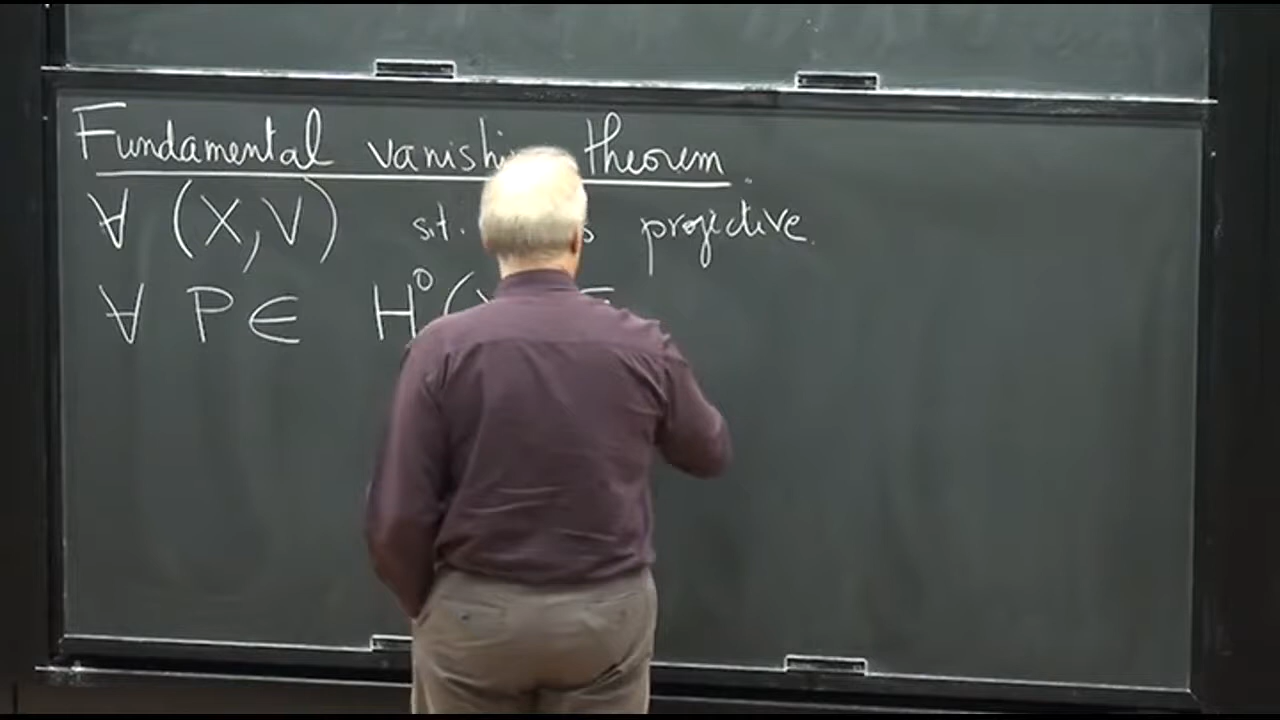 Fundamental vanishi theorem
∀ (X,V) s.t. s projective.
∀ P ∈ H⁰(X E